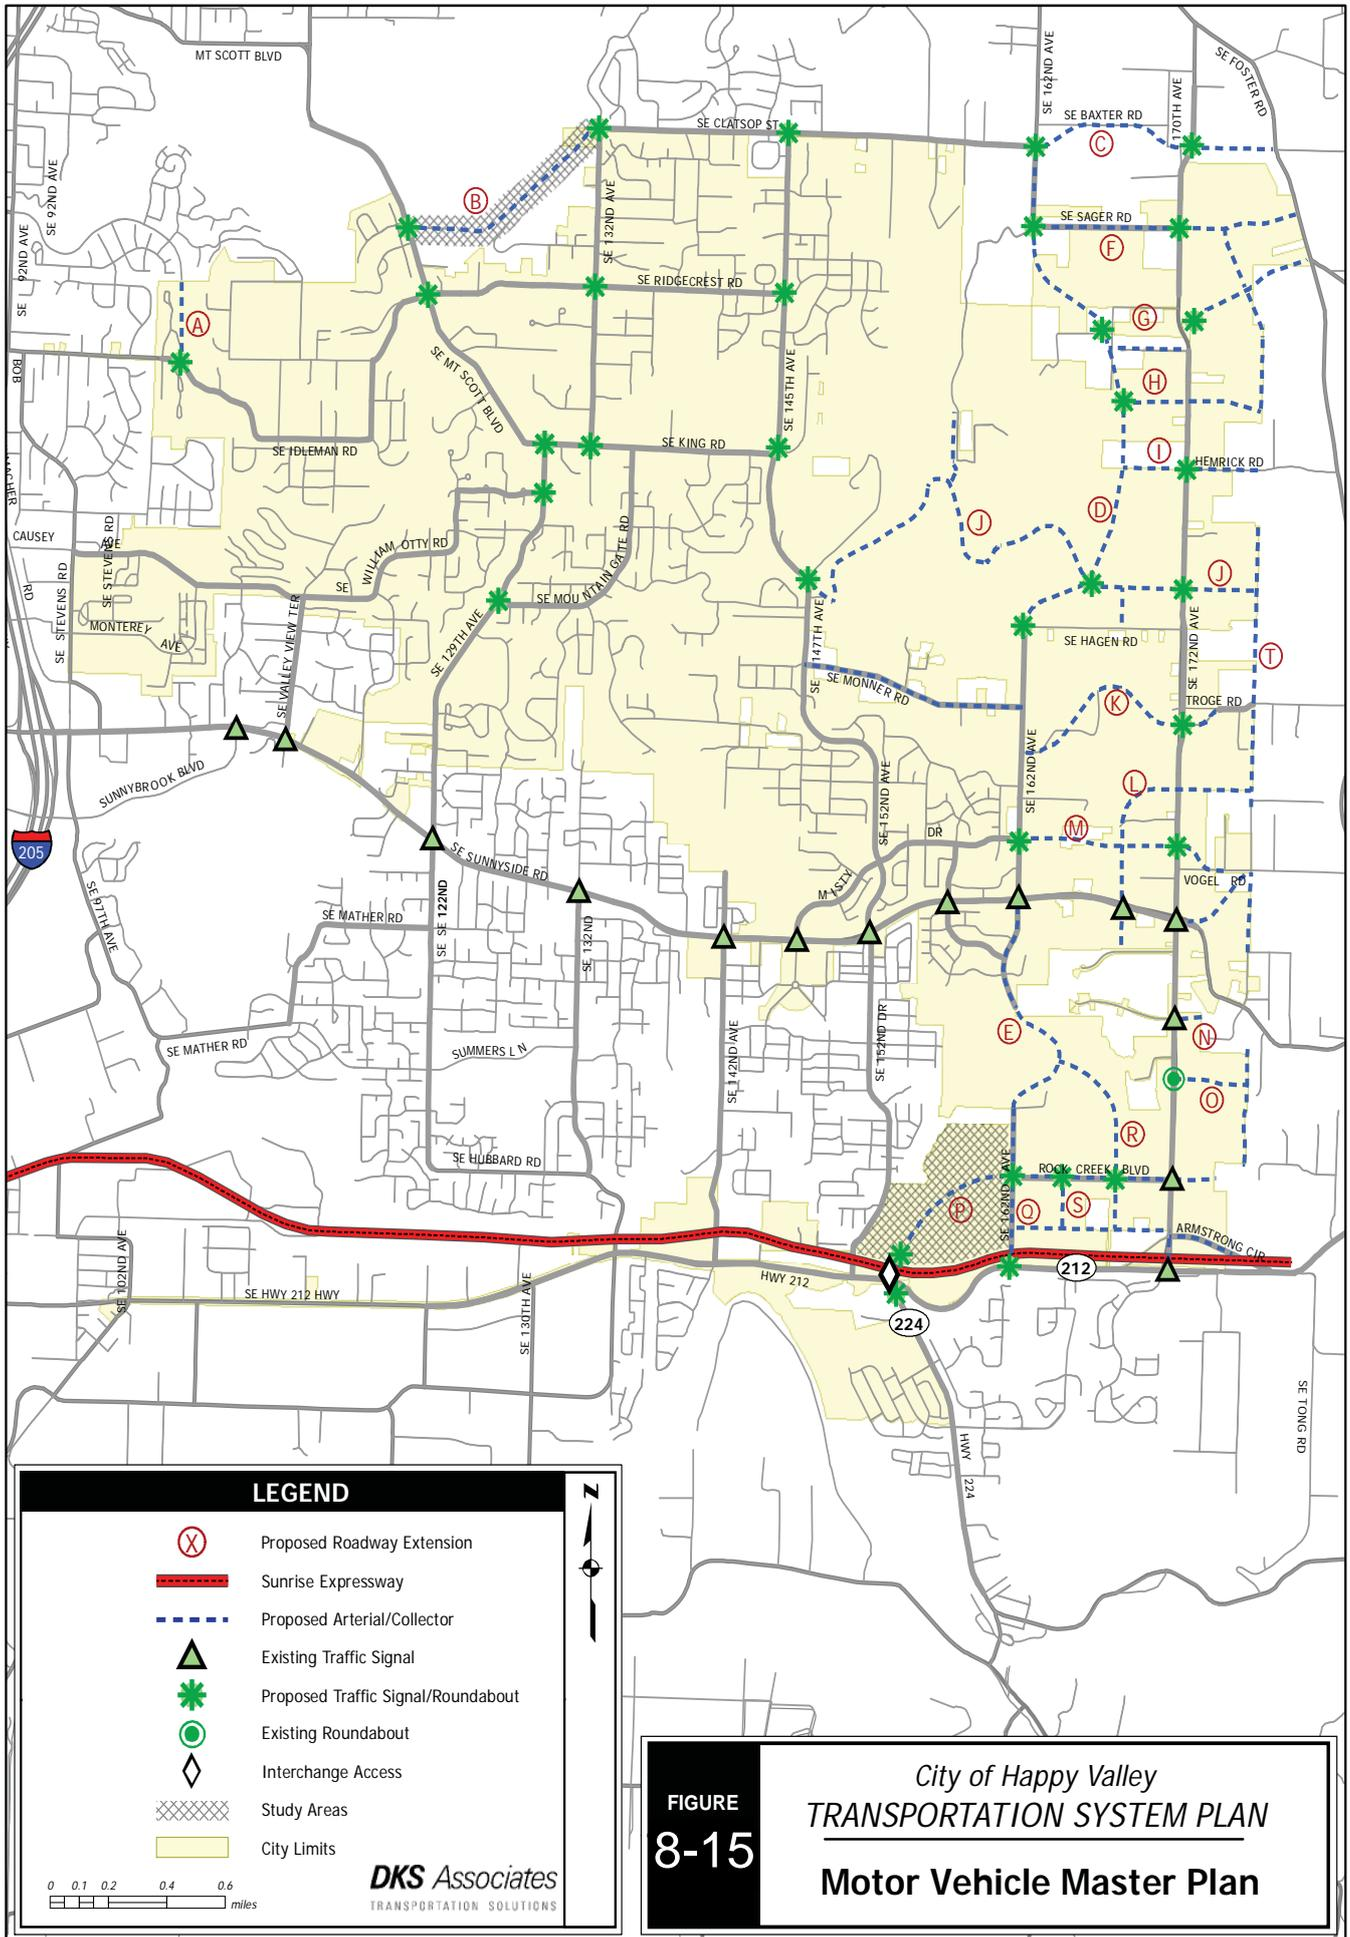 MT SCOTT BLVD
SE 162ND AVE
170TH AVE
SE FOSTER RD
SE CLATSOP ST
SE BAXTER RD
C
SE 92ND AVE
B
SE 132ND AVE
SE SAGER RD
F
SE 92ND AVE
SE RIDGECREST RD
A
G
BOB
SE MT SCOTT BLVD
SE 145TH AVE
H
SE IDLEMAN RD
SE KING RD
I
HEMRICK RD
D
J
CAUSEY
AVE
SE STEVENS RD
SE
WILLIAM OTTY RD
SE MOUNTAIN GATE RD
J
RD
SE STEVENS RD
MONTEREY AVE
SE VALLEY VIEW TER
SE 129TH AVE
SE 147TH AVE
SE HAGEN RD
SE 172ND AVE
T
SE MONNER RD
K
TROGE RD
SUNNYBROOK BLVD
SE 152ND AVE
SE 162ND AVE
L
M
205
SE SUNNYSIDE RD
MISTY
DR
VOGEL RD
SE 97TH AVE
SE MATHER RD
SE SE 122ND
SE 132ND
SE MATHER RD
SUMMERS LN
SE 142ND AVE
SE 152ND DR
E
N
O
R
SE HUBBARD RD
SE 162ND AVE
ROCK CREEK BLVD
P
Q
S
ARMSTRONG CIR
SE 102ND AVE
HWY 212
212
SE HWY 212 HWY
SE 130TH AVE
224
SE TONG RD
HWY 224
LEGEND
X
Proposed Roadway Extension
Sunrise Expressway
Proposed Arterial/Collector
Existing Traffic Signal
Proposed Traffic Signal/Roundabout
Existing Roundabout
Interchange Access
Study Areas
City Limits
0 0.1 0.2 0.4 0.6
miles
DKS Associates
TRANSPORTATION SOLUTIONS
N
FIGURE
8-15
City of Happy Valley
TRANSPORTATION SYSTEM PLAN
Motor Vehicle Master Plan